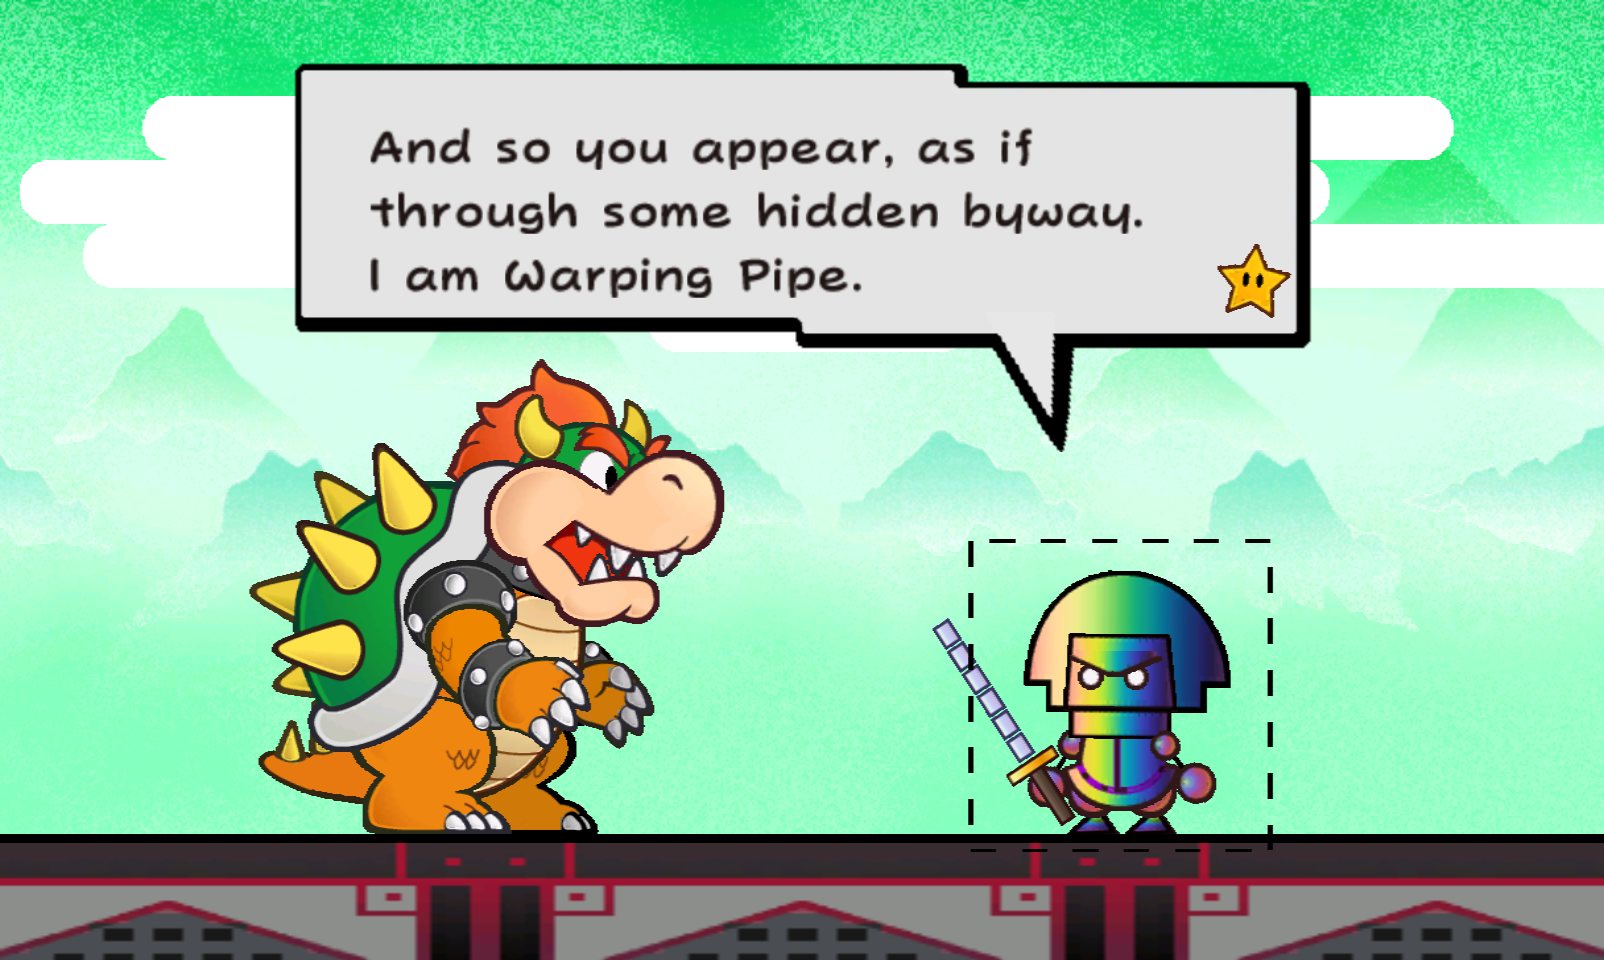 And so you appear, as if
through some hidden byway.
I am Warping Pipe.